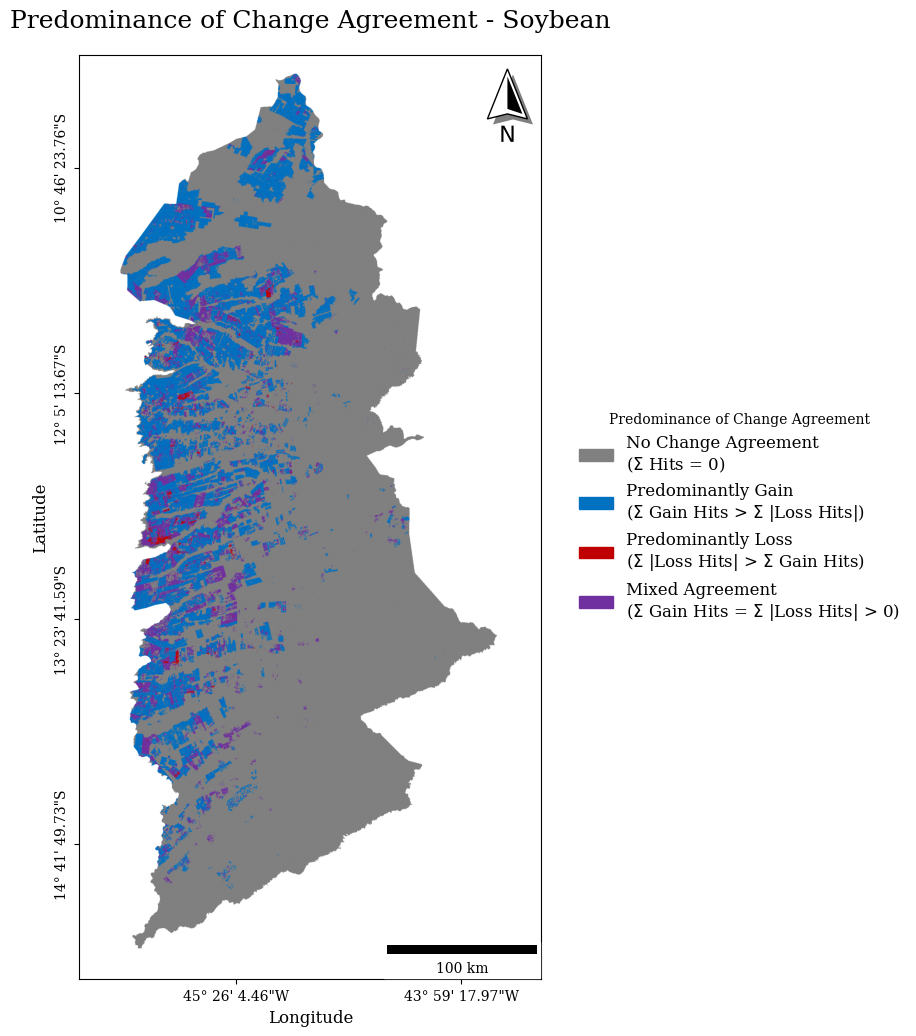 Predominance of Change Agreement - Soybean
N
10° 46' 23.76"S
12° 5' 13.67"S
13° 23' 41.59"S
14° 41' 49.73"S
Latitude
Predominance of Change Agreement
No Change Agreement
(Σ Hits = 0)
Predominantly Gain
(Σ Gain Hits > Σ |Loss Hits|)
Predominantly Loss
(Σ |Loss Hits| > Σ Gain Hits)
Mixed Agreement
(Σ Gain Hits = Σ |Loss Hits| > 0)
100 km
45° 26' 4.46"W
43° 59' 17.97"W
Longitude